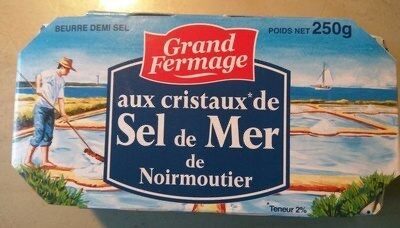 BEURRE DEMI SEL
POIDS NET 250g
Grand
Fermage
aux cristaux* de
Sel de Mer
de
Noirmoutier
*Teneur 2%